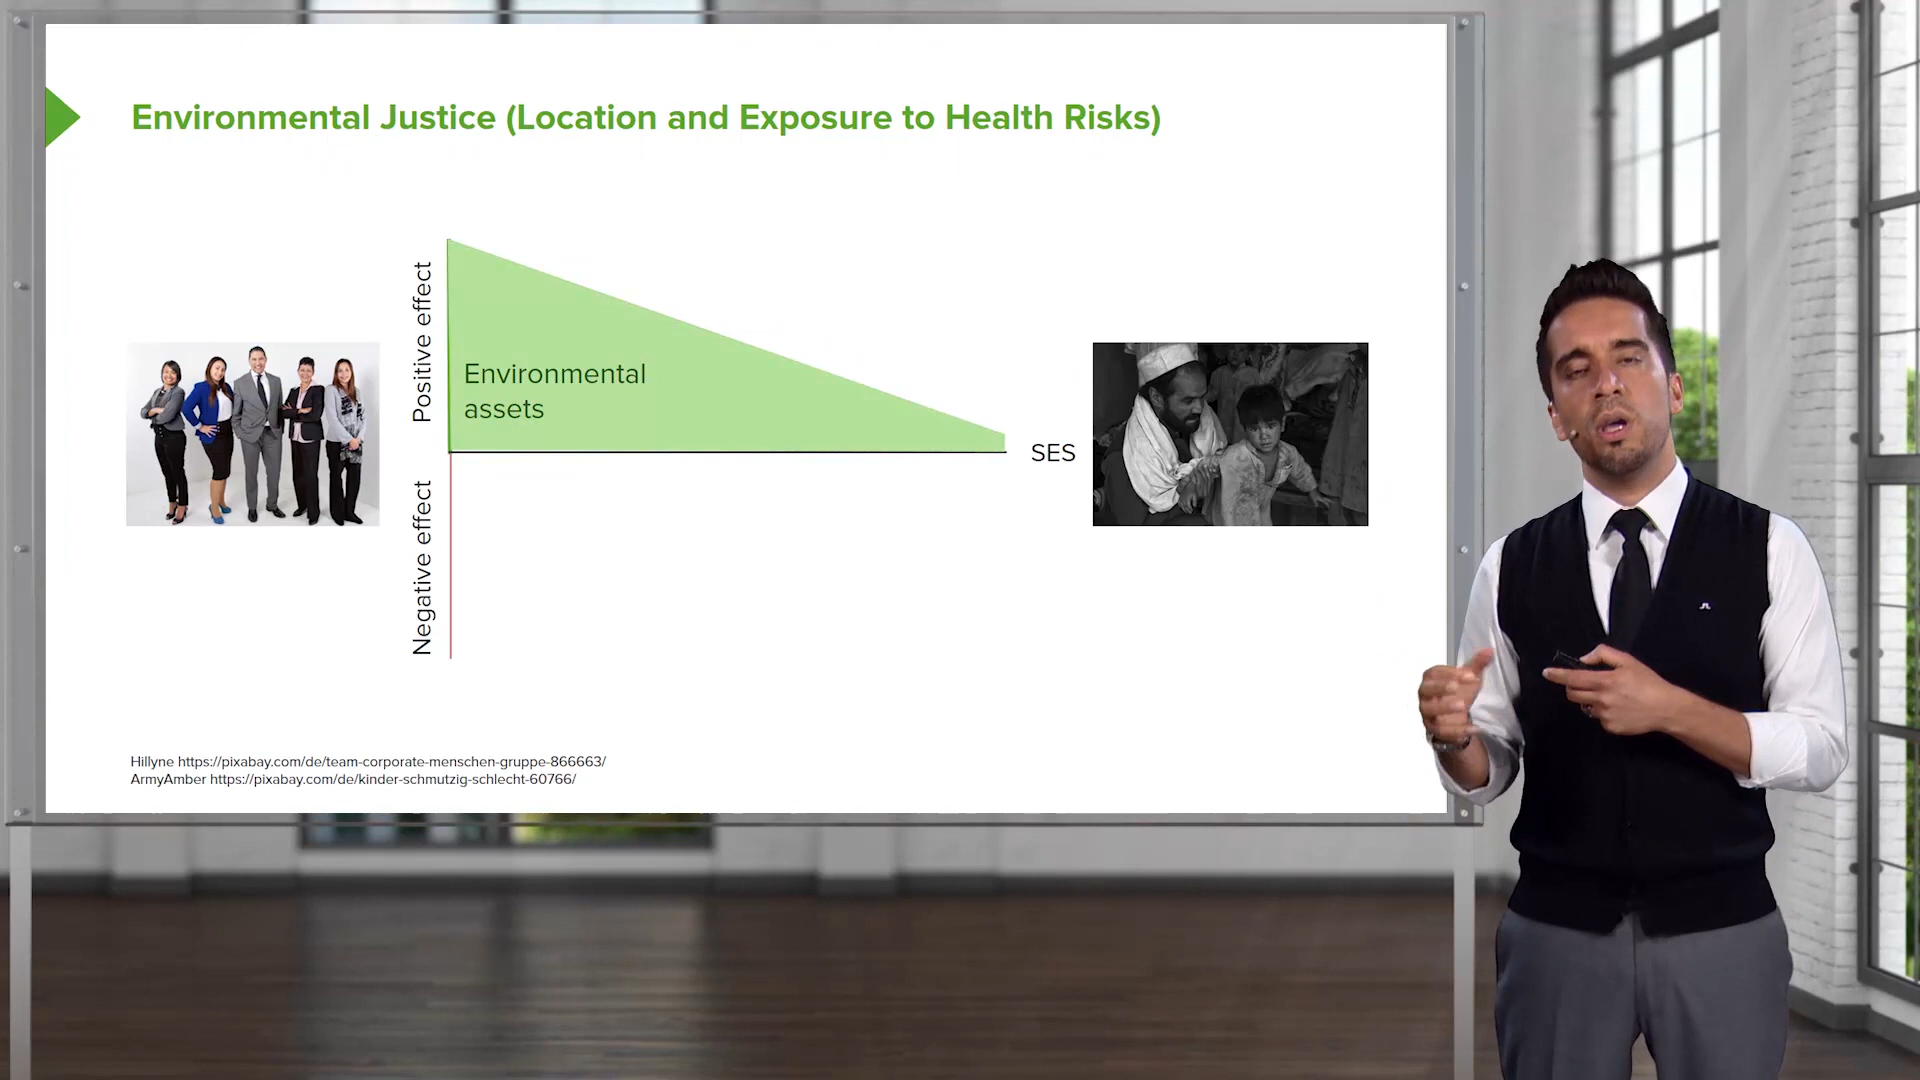 Environmental Justice (Location and Exposure to Health Risks)
Positive effect
Environmental
assets
SES
Negative effect
Hillyne https://pixabay.com/de/team-corporate-menschen-gruppe-866663/
ArmyAmber https://pixabay.com/de/kinder-schmutzig-schlecht-60766/